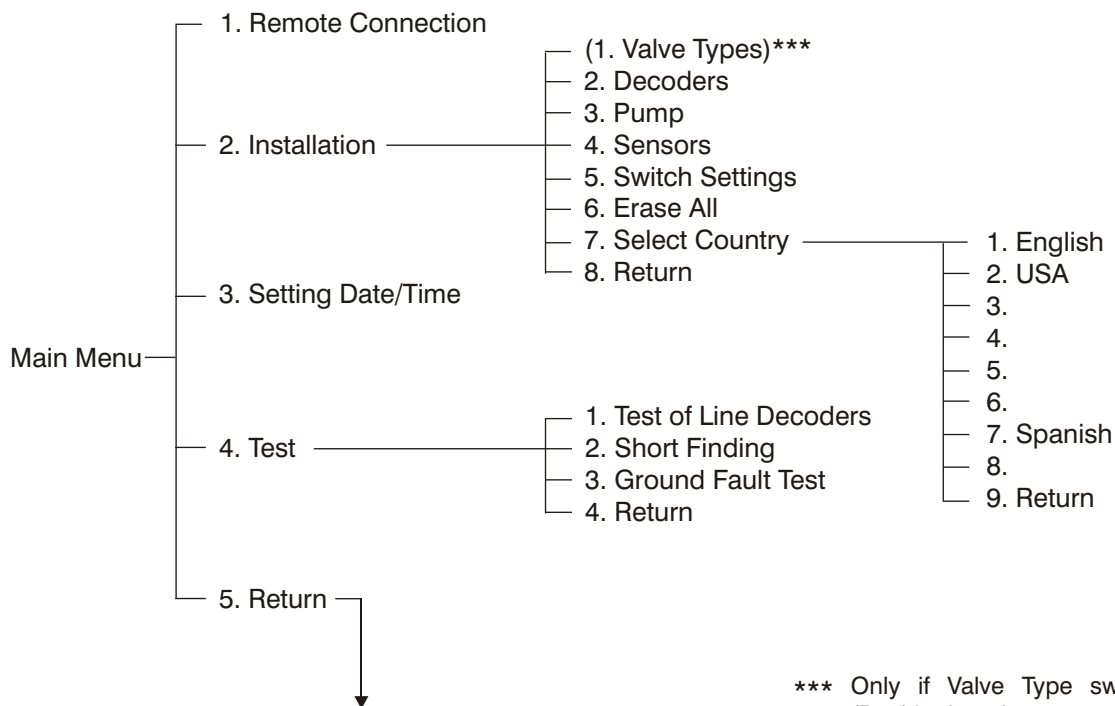 1. Remote Connection
(1. Valve Types)***
2. Decoders
3. Pump
2. Installation
4. Sensors
5. Switch Settings
6. Erase All
7. Select Country
1. English
8. Return
2. USA
3. Setting Date/Time
3.
4.
Main Menu
5.
6.
1. Test of Line Decoders
7. Spanish
4. Test
2. Short Finding
8.
3. Ground Fault Test
9. Return
4. Return
5. Return
*** Only if Valve Type sw